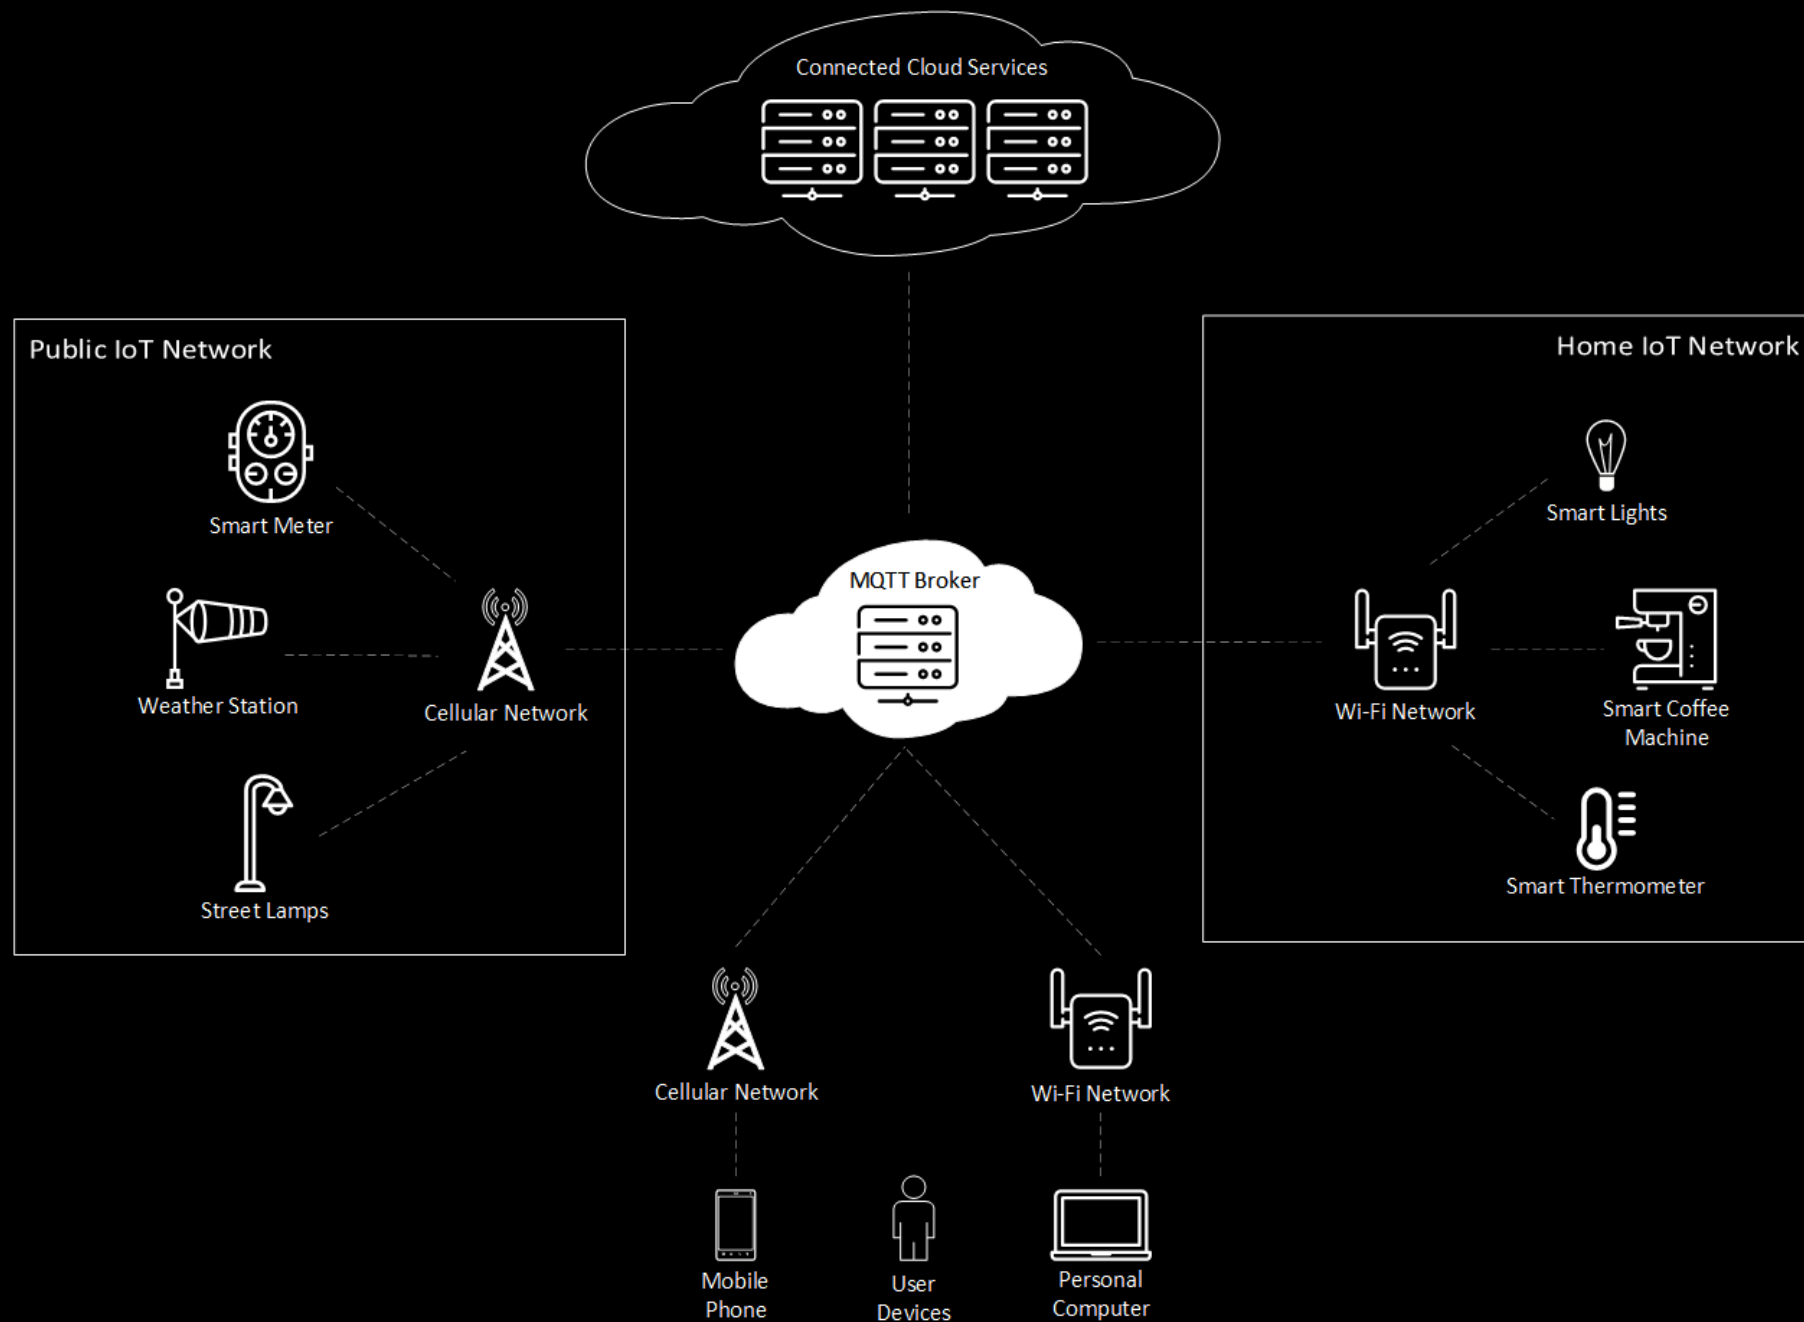 Connected Cloud Services
Public IoT Network
Home IoT Network
Smart Meter
Smart Lights
MQTT Broker
Weather Station
Cellular Network
Wi-Fi Network
Smart Coffee
Machine
Street Lamps
Smart Thermometer
Cellular Network
Wi-Fi Network
Mobile
Phone
User
Devices
Personal
Computer